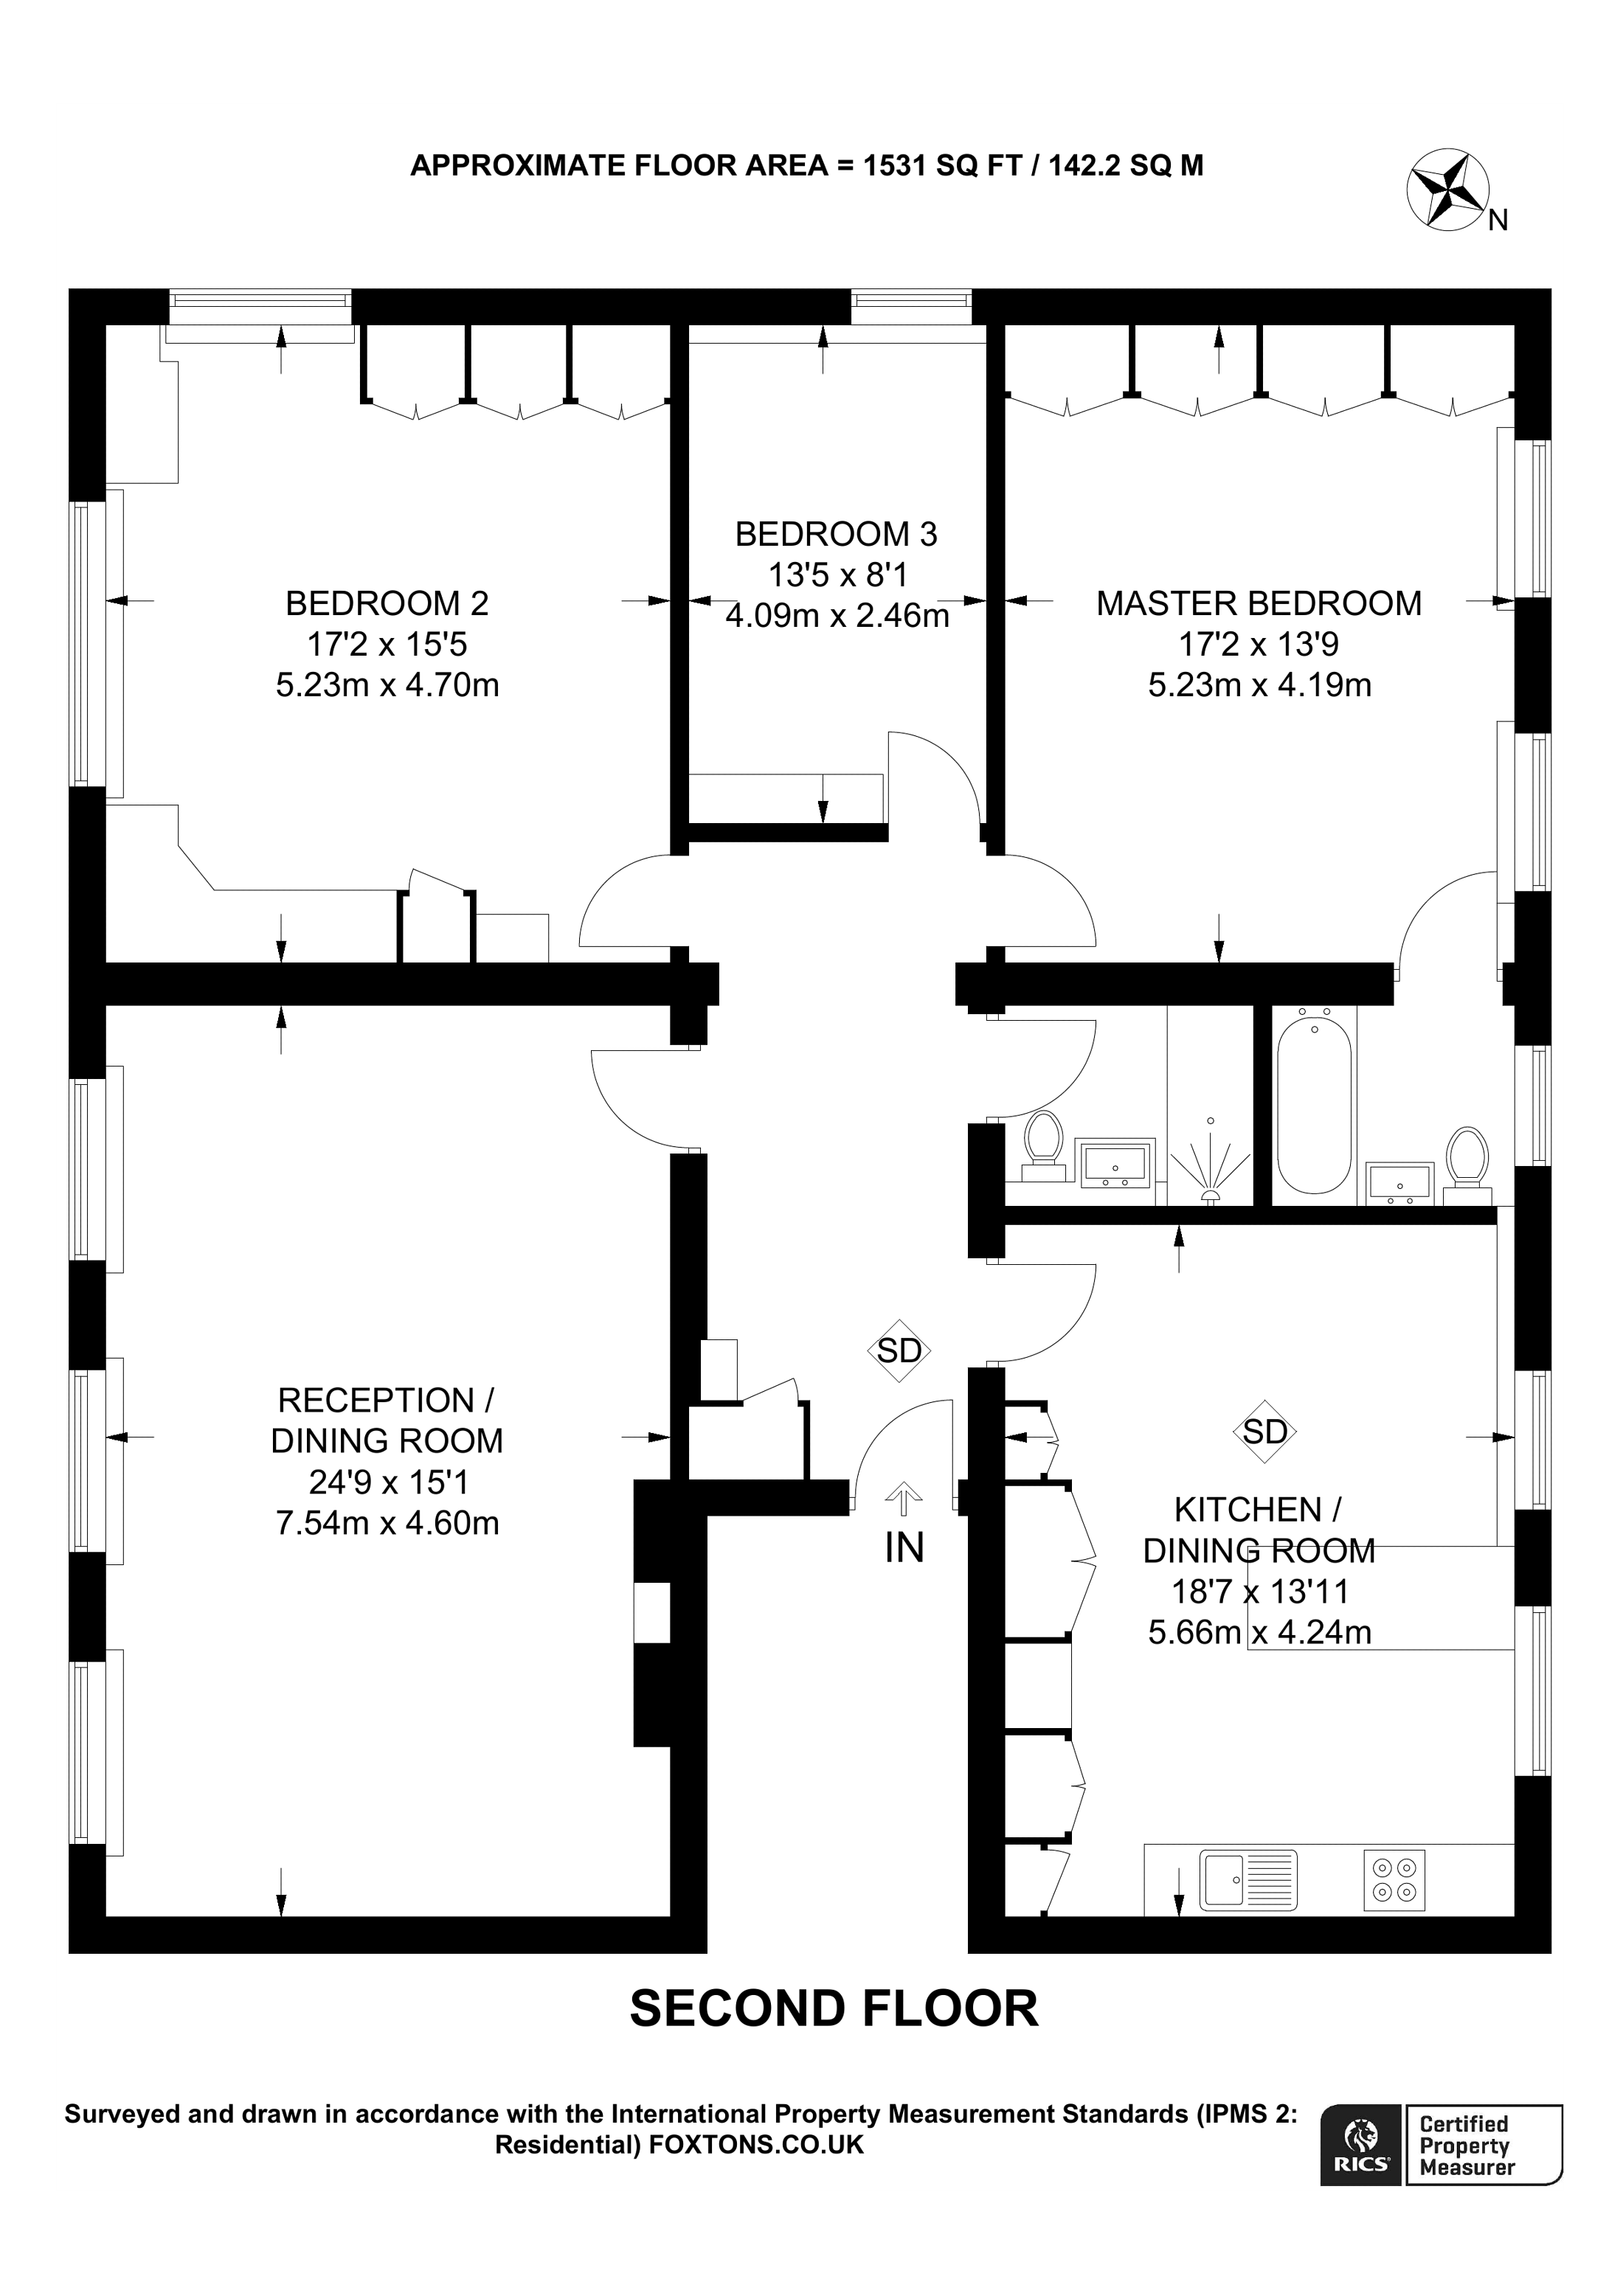 APPROXIMATE FLOOR AREA = 1531 SQ FT / 142.2 SQ M
N
BEDROOM 3
13'5 x 8'1
4.09m x 2.46m
BEDROOM 2
17'2 x 15'5
5.23m x 4.70m
MASTER BEDROOM
17'2 x 13'9
5.23m x 4.19m
SD
RECEPTION /
DINING ROOM
24'9 x 15'1
7.54m x 4.60m
SD
IN
KITCHEN /
DINING ROOM
18'7 x 13'11
5.66m x 4.24m
SECOND FLOOR
Surveyed and drawn in accordance with the International Property Measurement Standards (IPMS 2:
Residential) FOXTONS.CO.UK
RICS
Certified
Property
Measurer